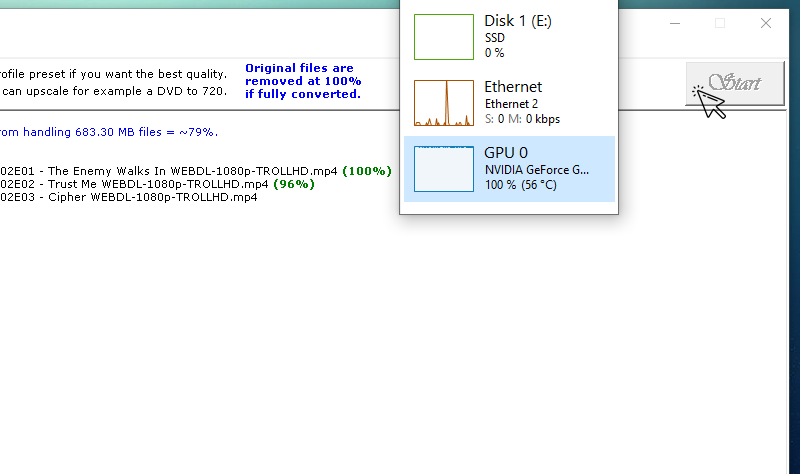 rofile preset if you want the best quality.
can upscale for example a DVD to 720.
Original files are
removed at 100%
if fully converted.
Start
rom handling 683.30 MB files = ~79%.
02E01 - The Enemy Walks In WEBDL-1080p-TROLLHD.mp4 (100%)
02E02 - Trust Me WEBDL-1080p-TROLLHD.mp4 (96%)
02E03 - Cipher WEBDL-1080p-TROLLHD.mp4
Disk 1 (E:)
SSD
0 %
Ethernet
Ethernet 2
S: 0 M: 0 kbps
GPU 0
NVIDIA GeForce G...
100 % (56 °C)